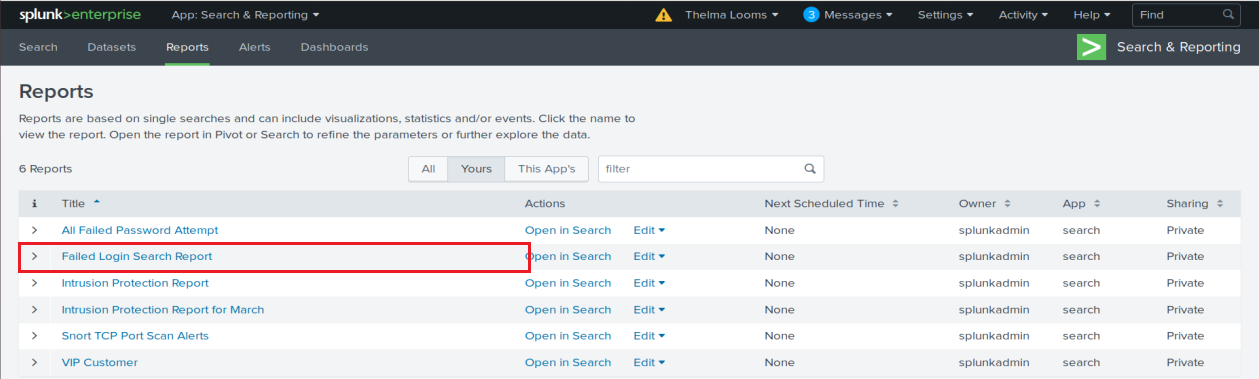 splunk>enterprise App: Search & Reporting Thelma Looms 3 Messages Settings Activity Help Find
Search Datasets Reports Alerts Dashboards > Search & Reporting
Reports
Reports are based on single searches and can include visualizations, statistics and/or events. Click the name to
view the report. Open the report in Pivot or Search to refine the parameters or further explore the data.
6 Reports All Yours This App's filter
i Title Actions Next Scheduled Time Owner App Sharing
> All Failed Password Attempt Open in Search Edit None splunkadmin search Private
> Failed Login Search Report Open in Search Edit None splunkadmin search Private
> Intrusion Protection Report Open in Search Edit None splunkadmin search Private
> Intrusion Protection Report for March Open in Search Edit None splunkadmin search Private
> Snort TCP Port Scan Alerts Open in Search Edit None splunkadmin search Private
> VIP Customer Open in Search Edit None splunkadmin search Private